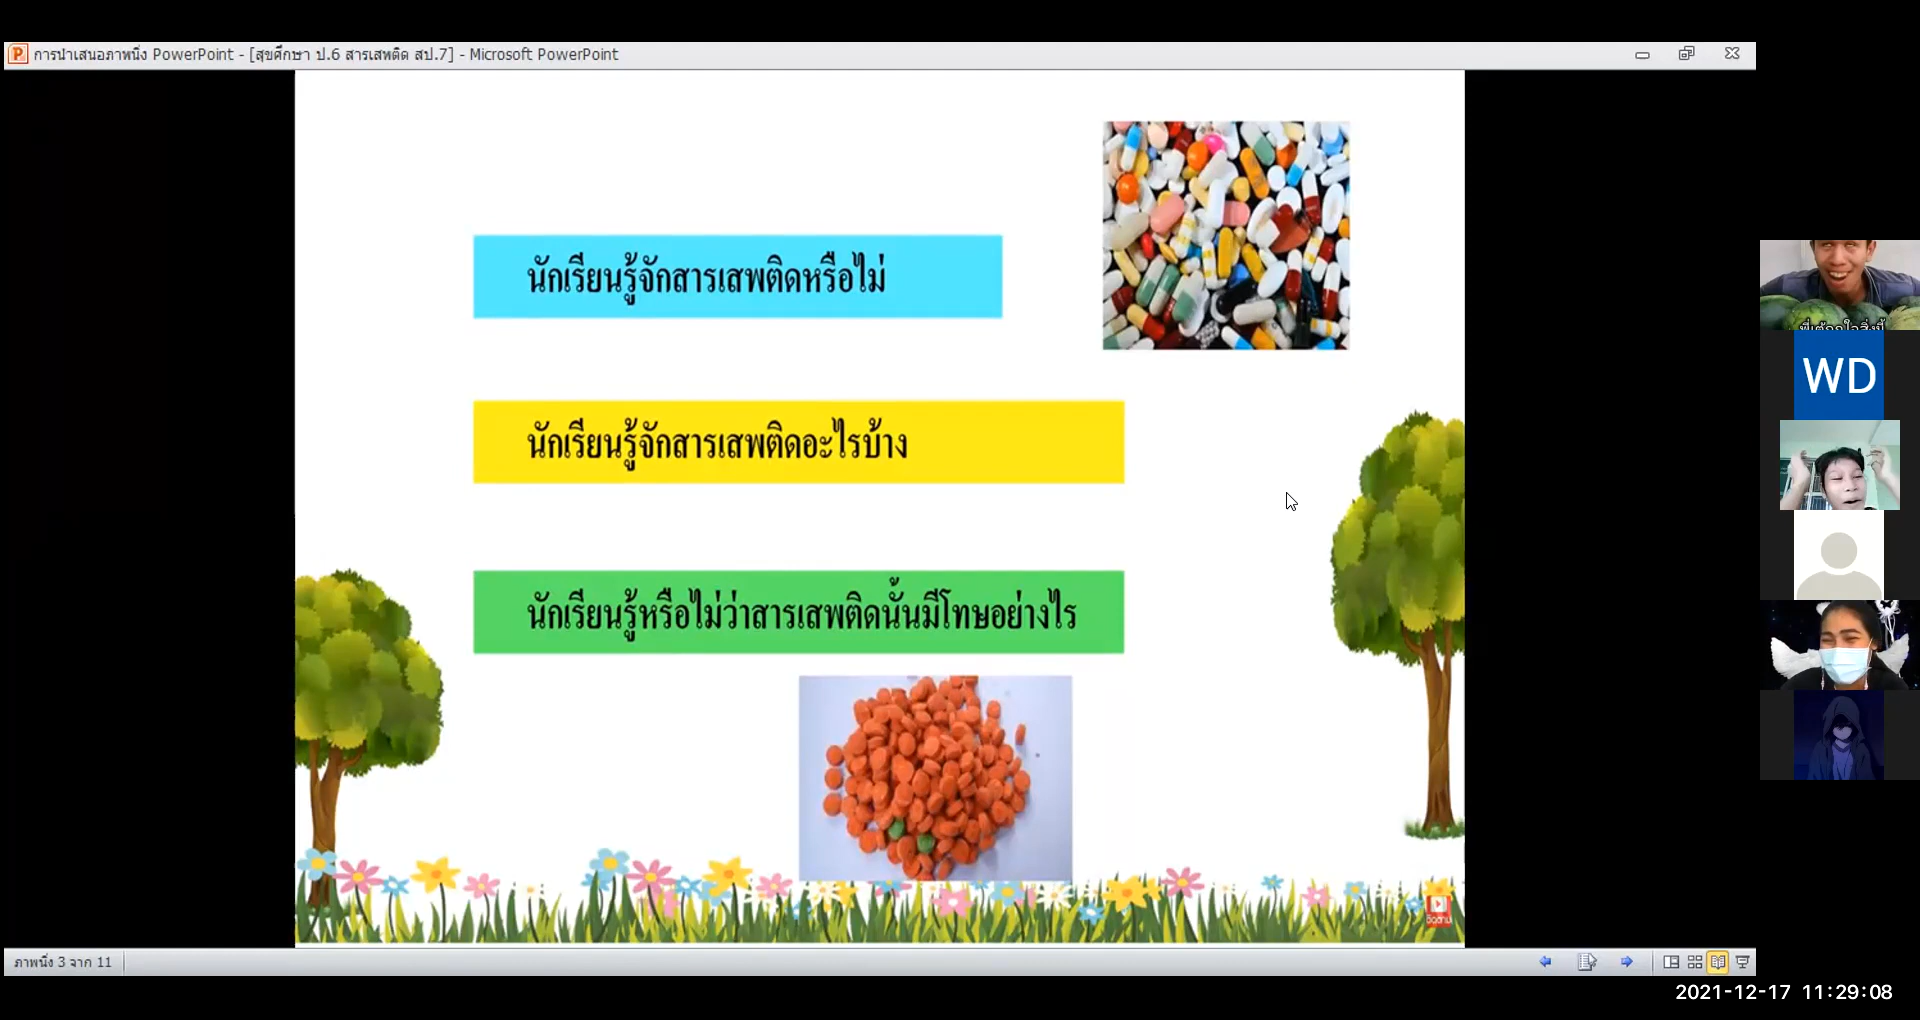 การนำเสนอภาพนิ่ง PowerPoint - [สุขศึกษา ป.6 สารเสพติด สป.7] - Microsoft PowerPoint
นักเรียนรู้จักสารเสพติดหรือไม่
นักเรียนรู้จักสารเสพติดอะไรบ้าง
นักเรียนรู้หรือไม่ว่าสารเสพติดนั้นมีโทษอย่างไร
WD
ภาพนิ่ง 3 จาก 11
2021-12-17 11:29:08